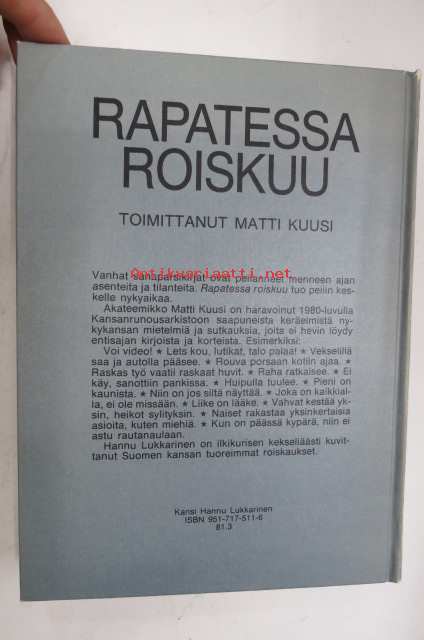 RAPATESSA
ROISKUU
TOIMITTANUT MATTI KUUSI
Vanhat sananparsikirjat ovat peilanneet menneen ajan
asenteita ja tilanteita. Rapatessa roiskuu tuo peilin kes-
kelle nykyaikaa.
Akateemikko Matti Kuusi on haravoinut 1980-luvulla
Kansanrunousarkistoon saapuneista keräelmistä ny-
kykansan mietelmiä ja sutkauksia, joita ei hevin löydy
entisajan kirjoista ja korteista. Esimerkiksi:
Voi video! ★ Lets kou, lutikat, talo palaa! ★ Vekselillä
saa ja autolla pääsee. ★ Rouva porsaan kotiin ajaa. ★
Raskas työ vaatii raskaat huvit. ★ Raha ratkaisee. ★ Ei
käy, sanottiin pankissa. ★ Huipulla tuulee. ★ Pieni on
kaunista. ★ Niin on jos siltä näyttää. ★ Joka on kaikkial-
la, ei ole missään. ★ Liike on lääke. ★ Vahvat kestää yk-
sin, heikot sylityksin. ★ Naiset rakastaa yksinkertaisia
asioita, kuten miehiä. ★ Kun on päässä kypärä, niin ei
astu rautanaulaan.
Hannu Lukkarinen on ilkikurisen kekseliäästi kuvit-
tanut Suomen kansan tuoreimmat roiskaukset.
Kansi Hannu Lukkarinen
ISBN 951-717-511-6
81.3
keräilymateriaatti.net